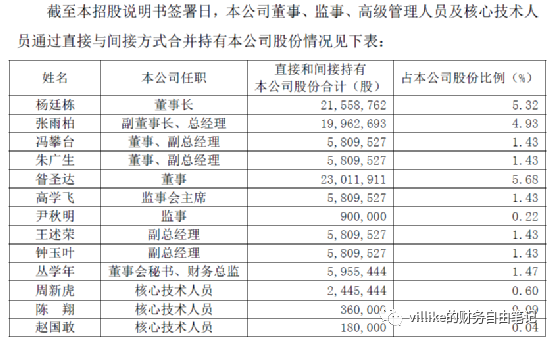 截至本招股说明书签署日，本公司董事、监事、高级管理人员及核心技术人
员通过直接与间接方式合并持有本公司股份情况见下表：
姓名 本公司任职 直接和间接持有本公司股份合计（股） 占本公司股份比例（%）
杨廷栋 董事长 21,558,762 5.32
张雨柏 副董事长、总经理 19,962,693 4.93
冯攀台 董事、副总经理 5,809,527 1.43
朱广生 董事、副总经理 5,809,527 1.43
昝圣达 董事 23,011,911 5.68
高学飞 监事会主席 5,809,527 1.43
尹秋明 监事 900,000 0.22
王述荣 副总经理 5,809,527 1.43
钟玉叶 副总经理 5,809,527 1.43
丛学年 董事会秘书、财务总监 5,955,444 1.47
周新虎 核心技术人员 2,445,444 0.60
陈 翔 核心技术人员 360,000 0.09
赵国敢 核心技术人员 180,000 0.04
villike的财务自由笔记